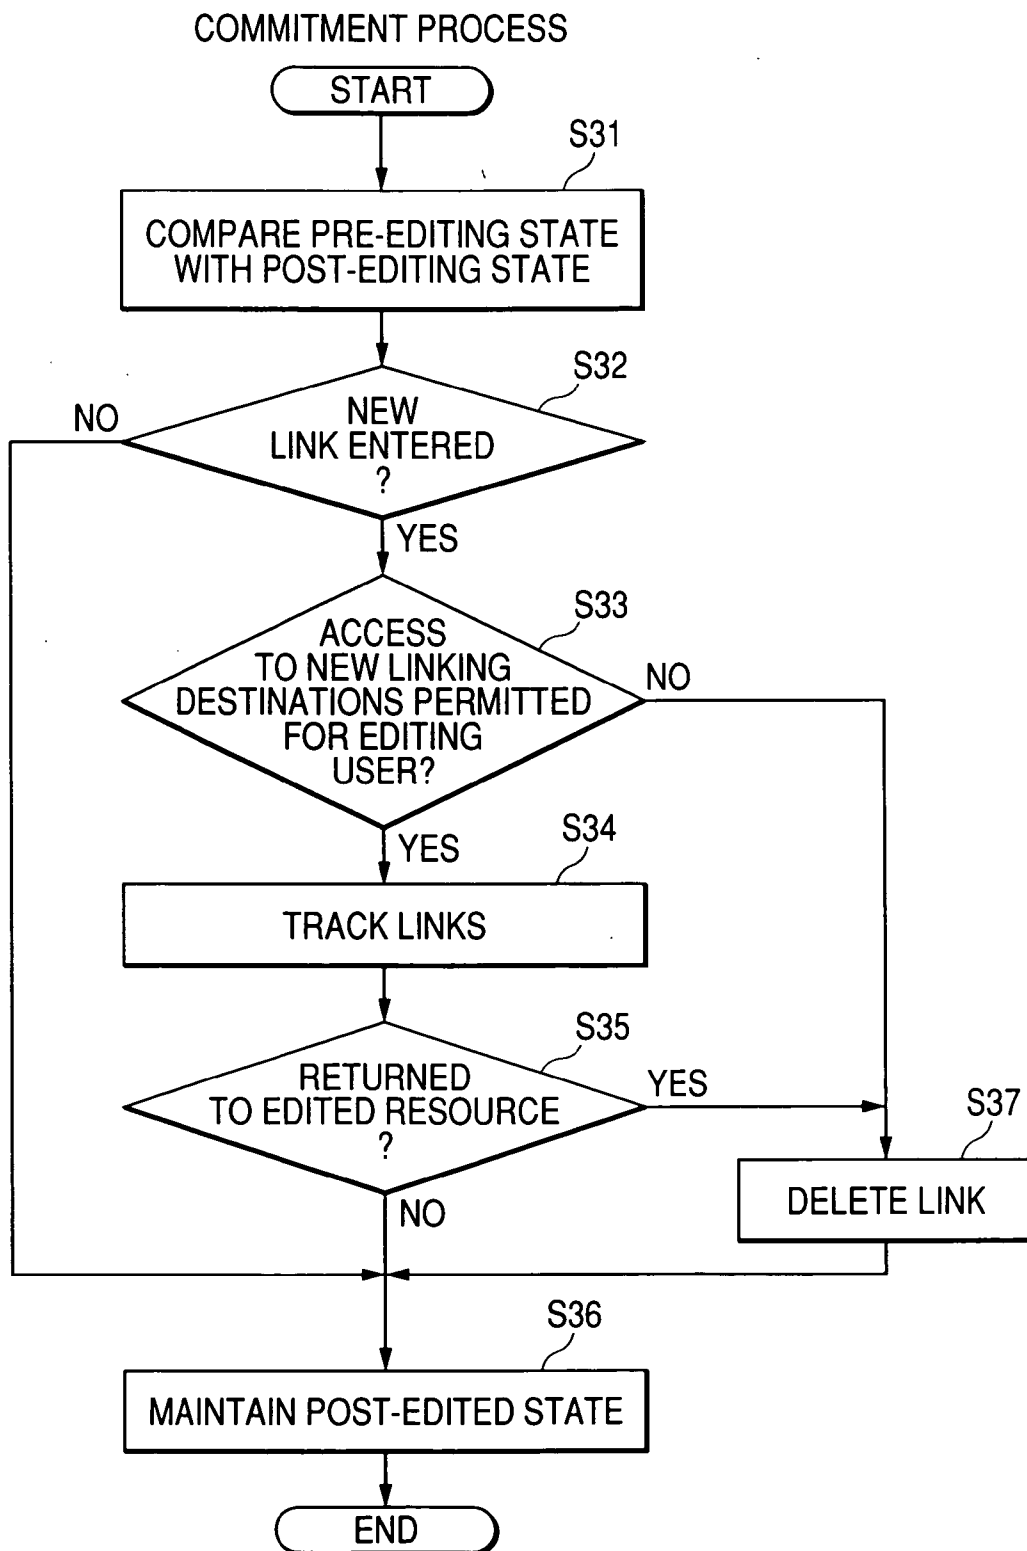 COMMITMENT PROCESS
START
S31
COMPARE PRE-EDITING STATE
WITH POST-EDITING STATE
S32
NO
NEW
LINK ENTERED
?
YES
S33
ACCESS
TO NEW LINKING
DESTINATIONS PERMITTED
FOR EDITING
USER?
NO
YES
S34
TRACK LINKS
S35
RETURNED
TO EDITED RESOURCE
?
YES
S37
DELETE LINK
NO
S36
MAINTAIN POST-EDITED STATE
END